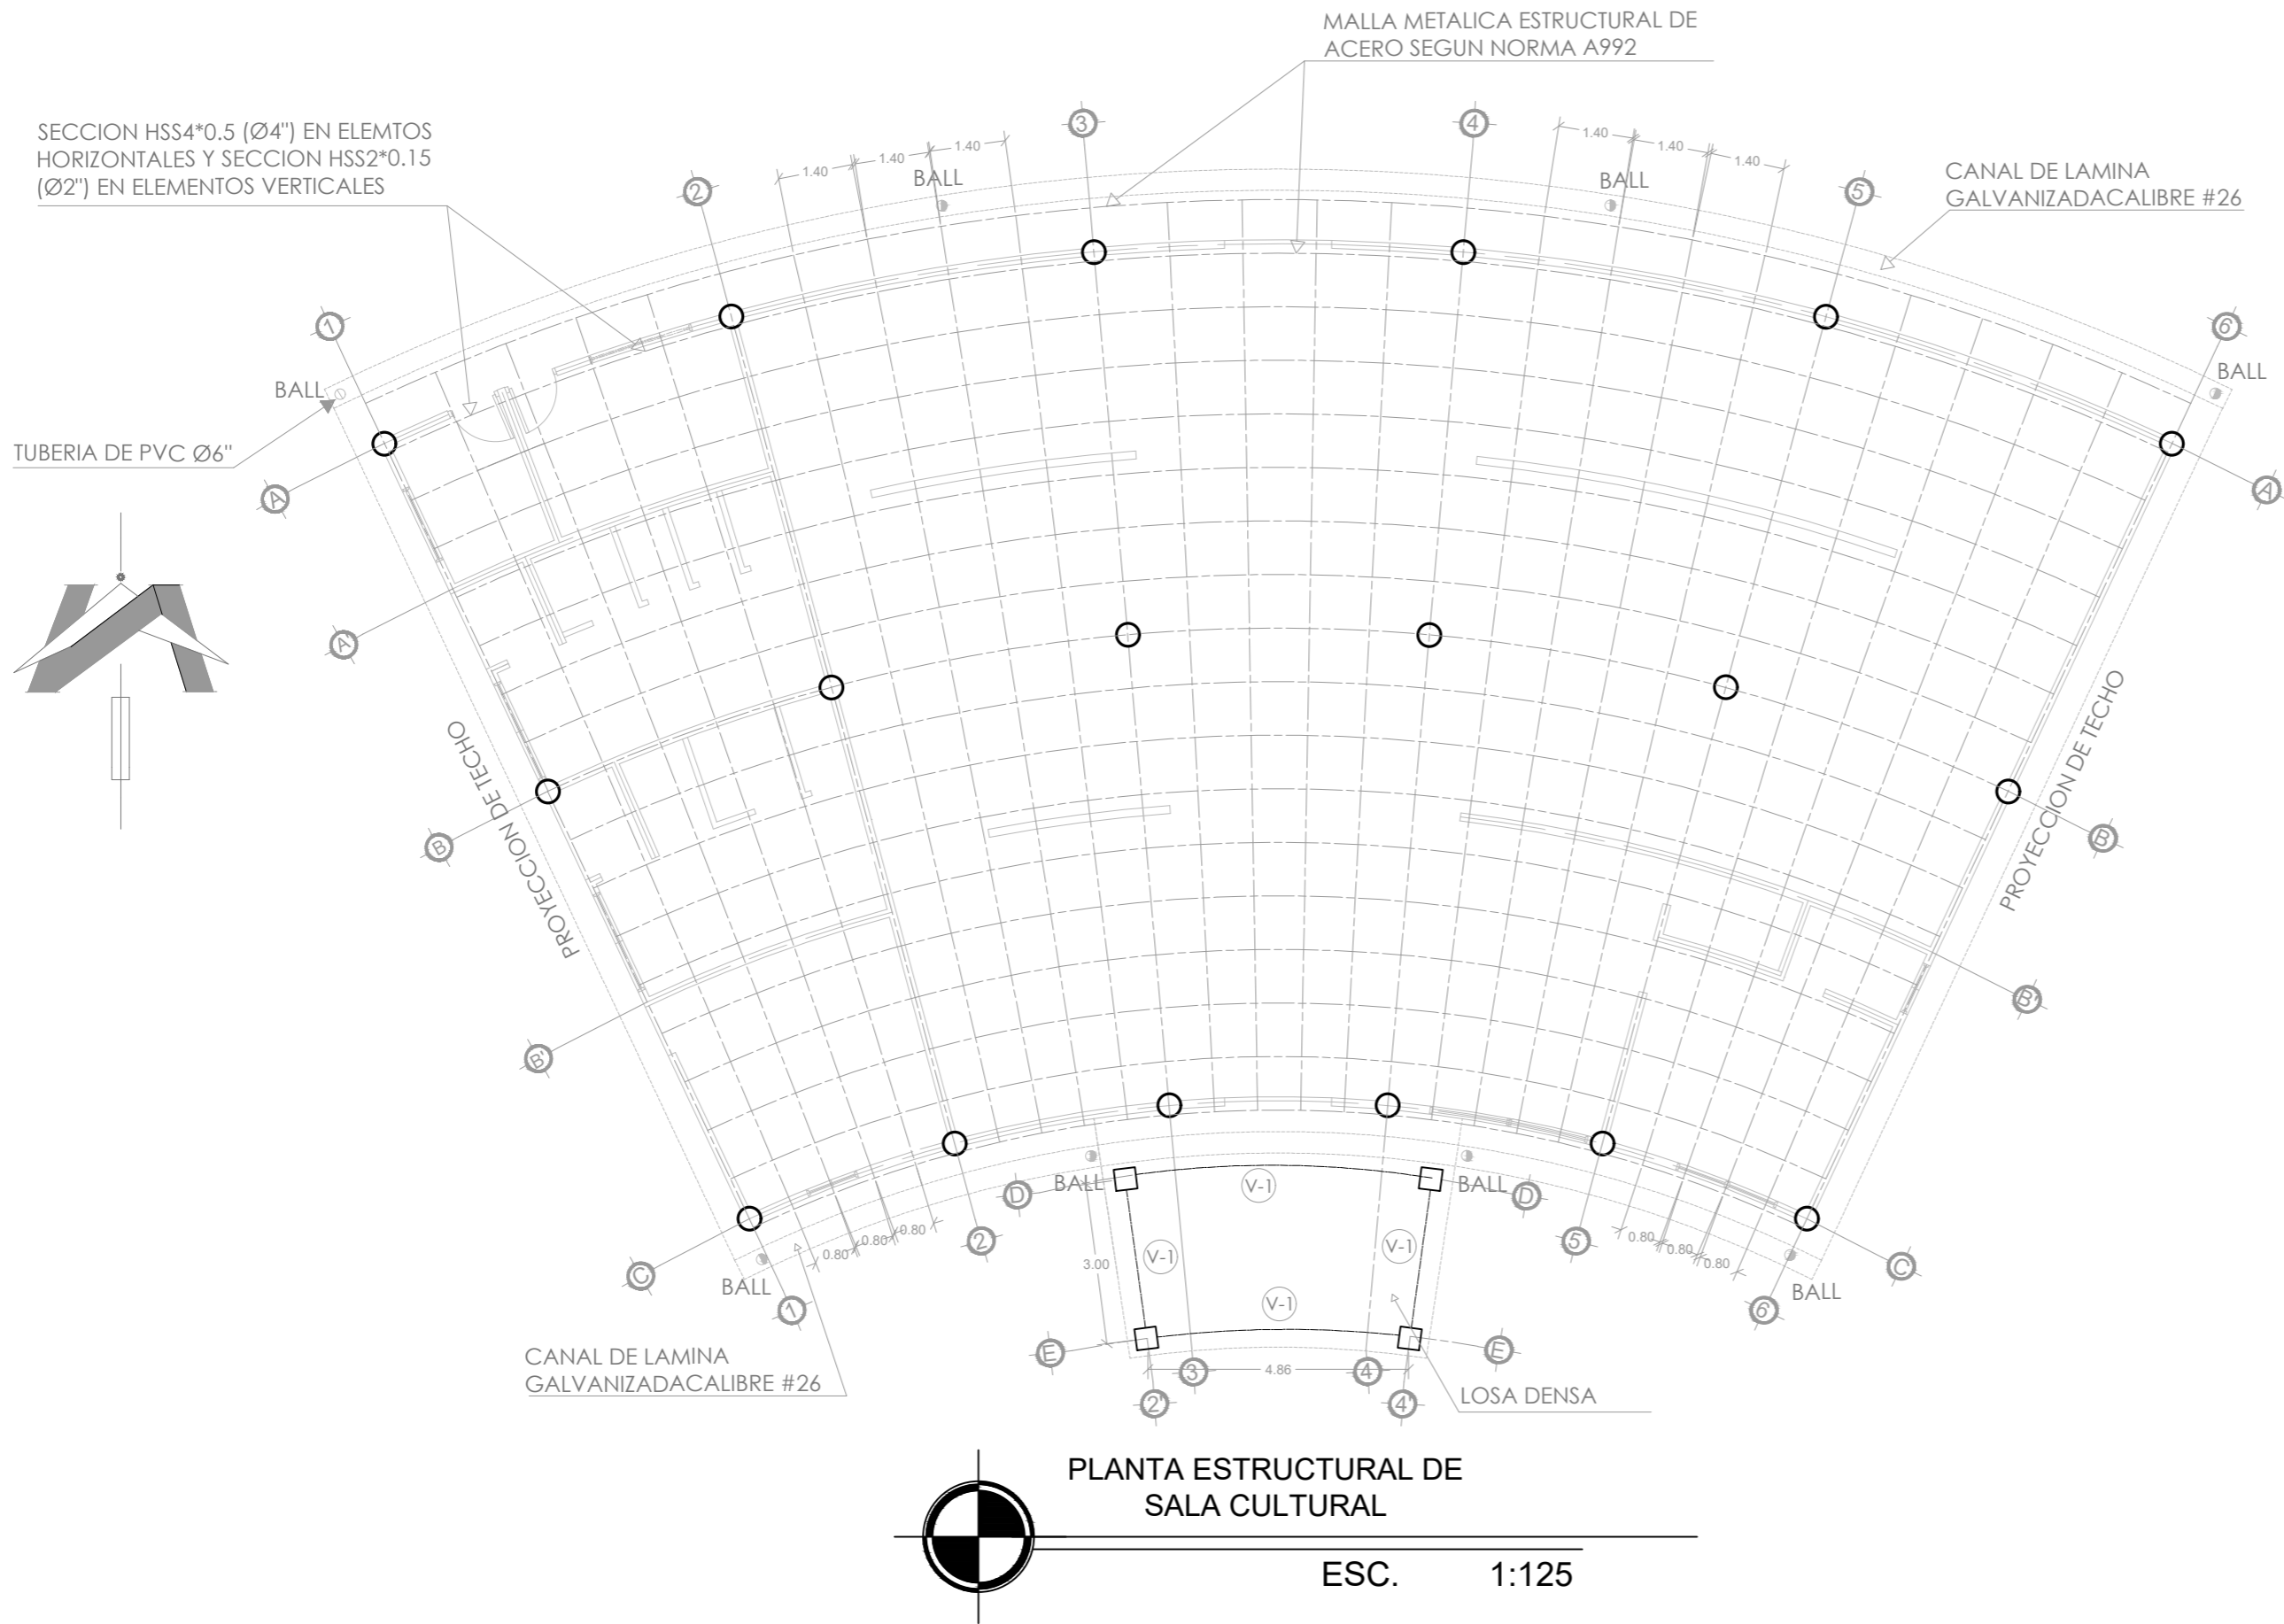 MALLA METALICA ESTRUCTURAL DE
ACERO SEGUN NORMA A992
SECCION HSS4*0.5 (Ø4") EN ELEMTOS
HORIZONTALES Y SECCION HSS2*0.15
(Ø2") EN ELEMENTOS VERTICALES
CANAL DE LAMINA
GALVANIZADACALIBRE #26
3
4
2
5
1.40
1.40
1.40
1.40
1.40
1.40
BALL
BALL
1
6
BALL
BALL
TUBERIA DE PVC Ø6"
A
A
A'
PROYECCION DE TECHO
PROYECCION DE TECHO
B
B
B'
B'
D
BALL
V-1
BALL
D
0.80
0.80
0.80
2
5
0.80
0.80
0.80
3.00
V-1
V-1
C
C
BALL
BALL
1
6
V-1
E
E
CANAL DE LAMINA
GALVANIZADACALIBRE #26
3
4.86
4
2'
4'
LOSA DENSA
PLANTA ESTRUCTURAL DE
SALA CULTURAL
ESC. 1:125